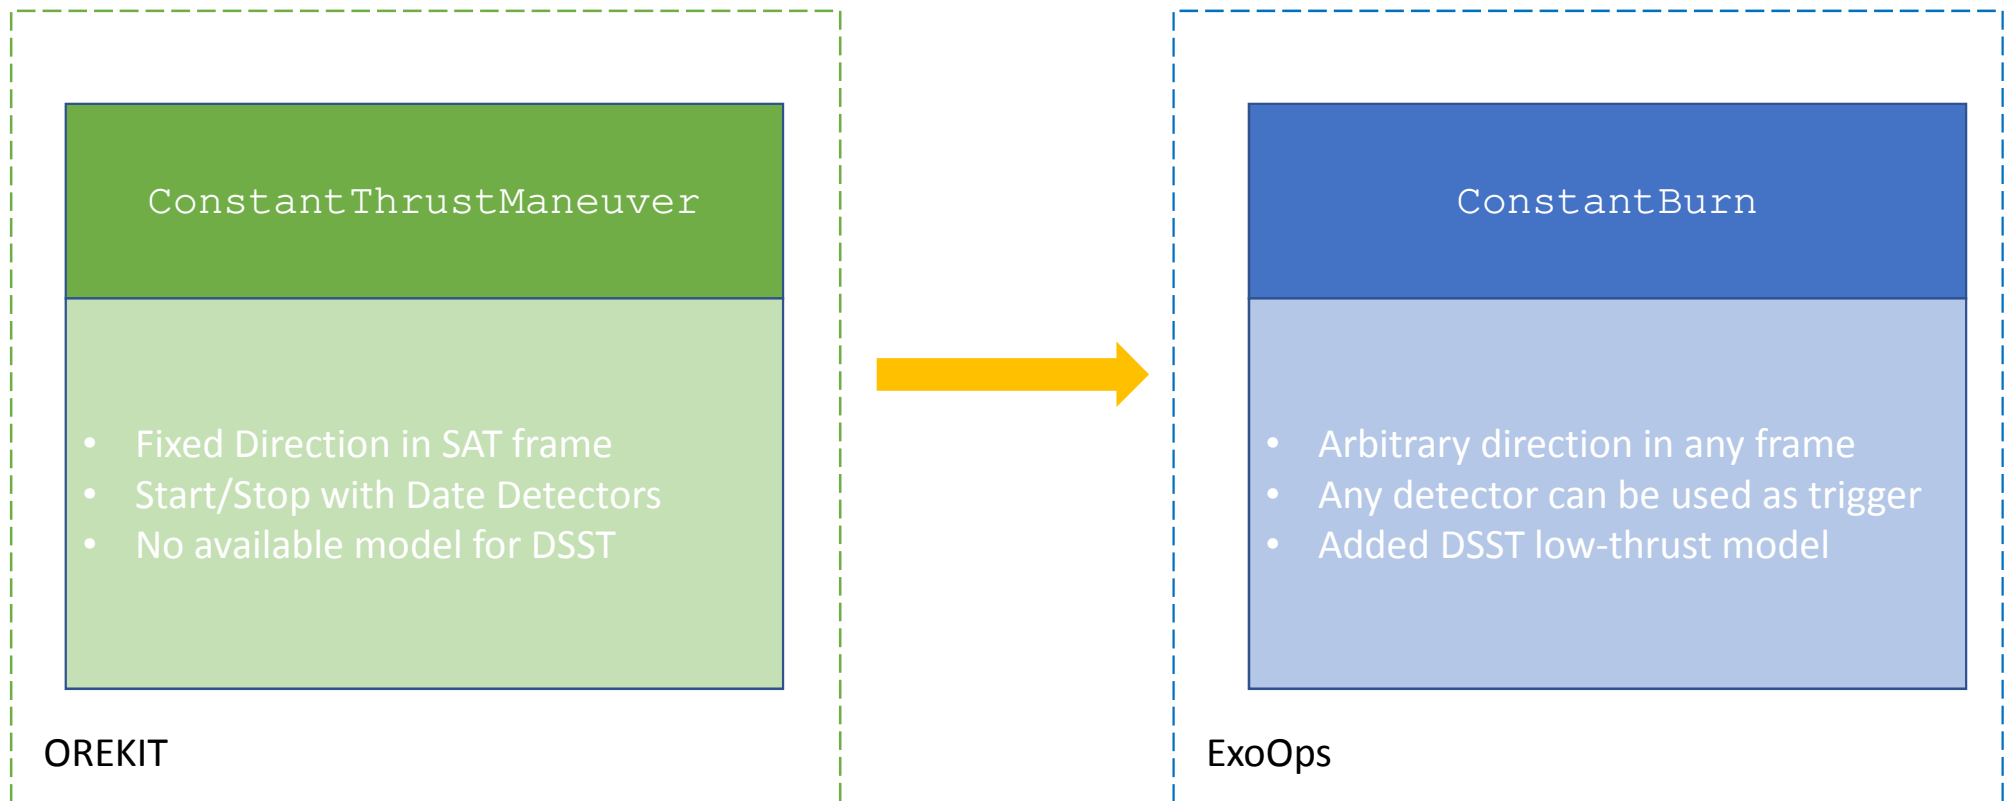 ConstantThrustManeuver
• Fixed Direction in SAT frame
• Start/Stop with Date Detectors
• No available model for DSST
OREKIT
ConstantBurn
• Arbitrary direction in any frame
• Any detector can be used as trigger
• Added DSST low-thrust model
ExoOps